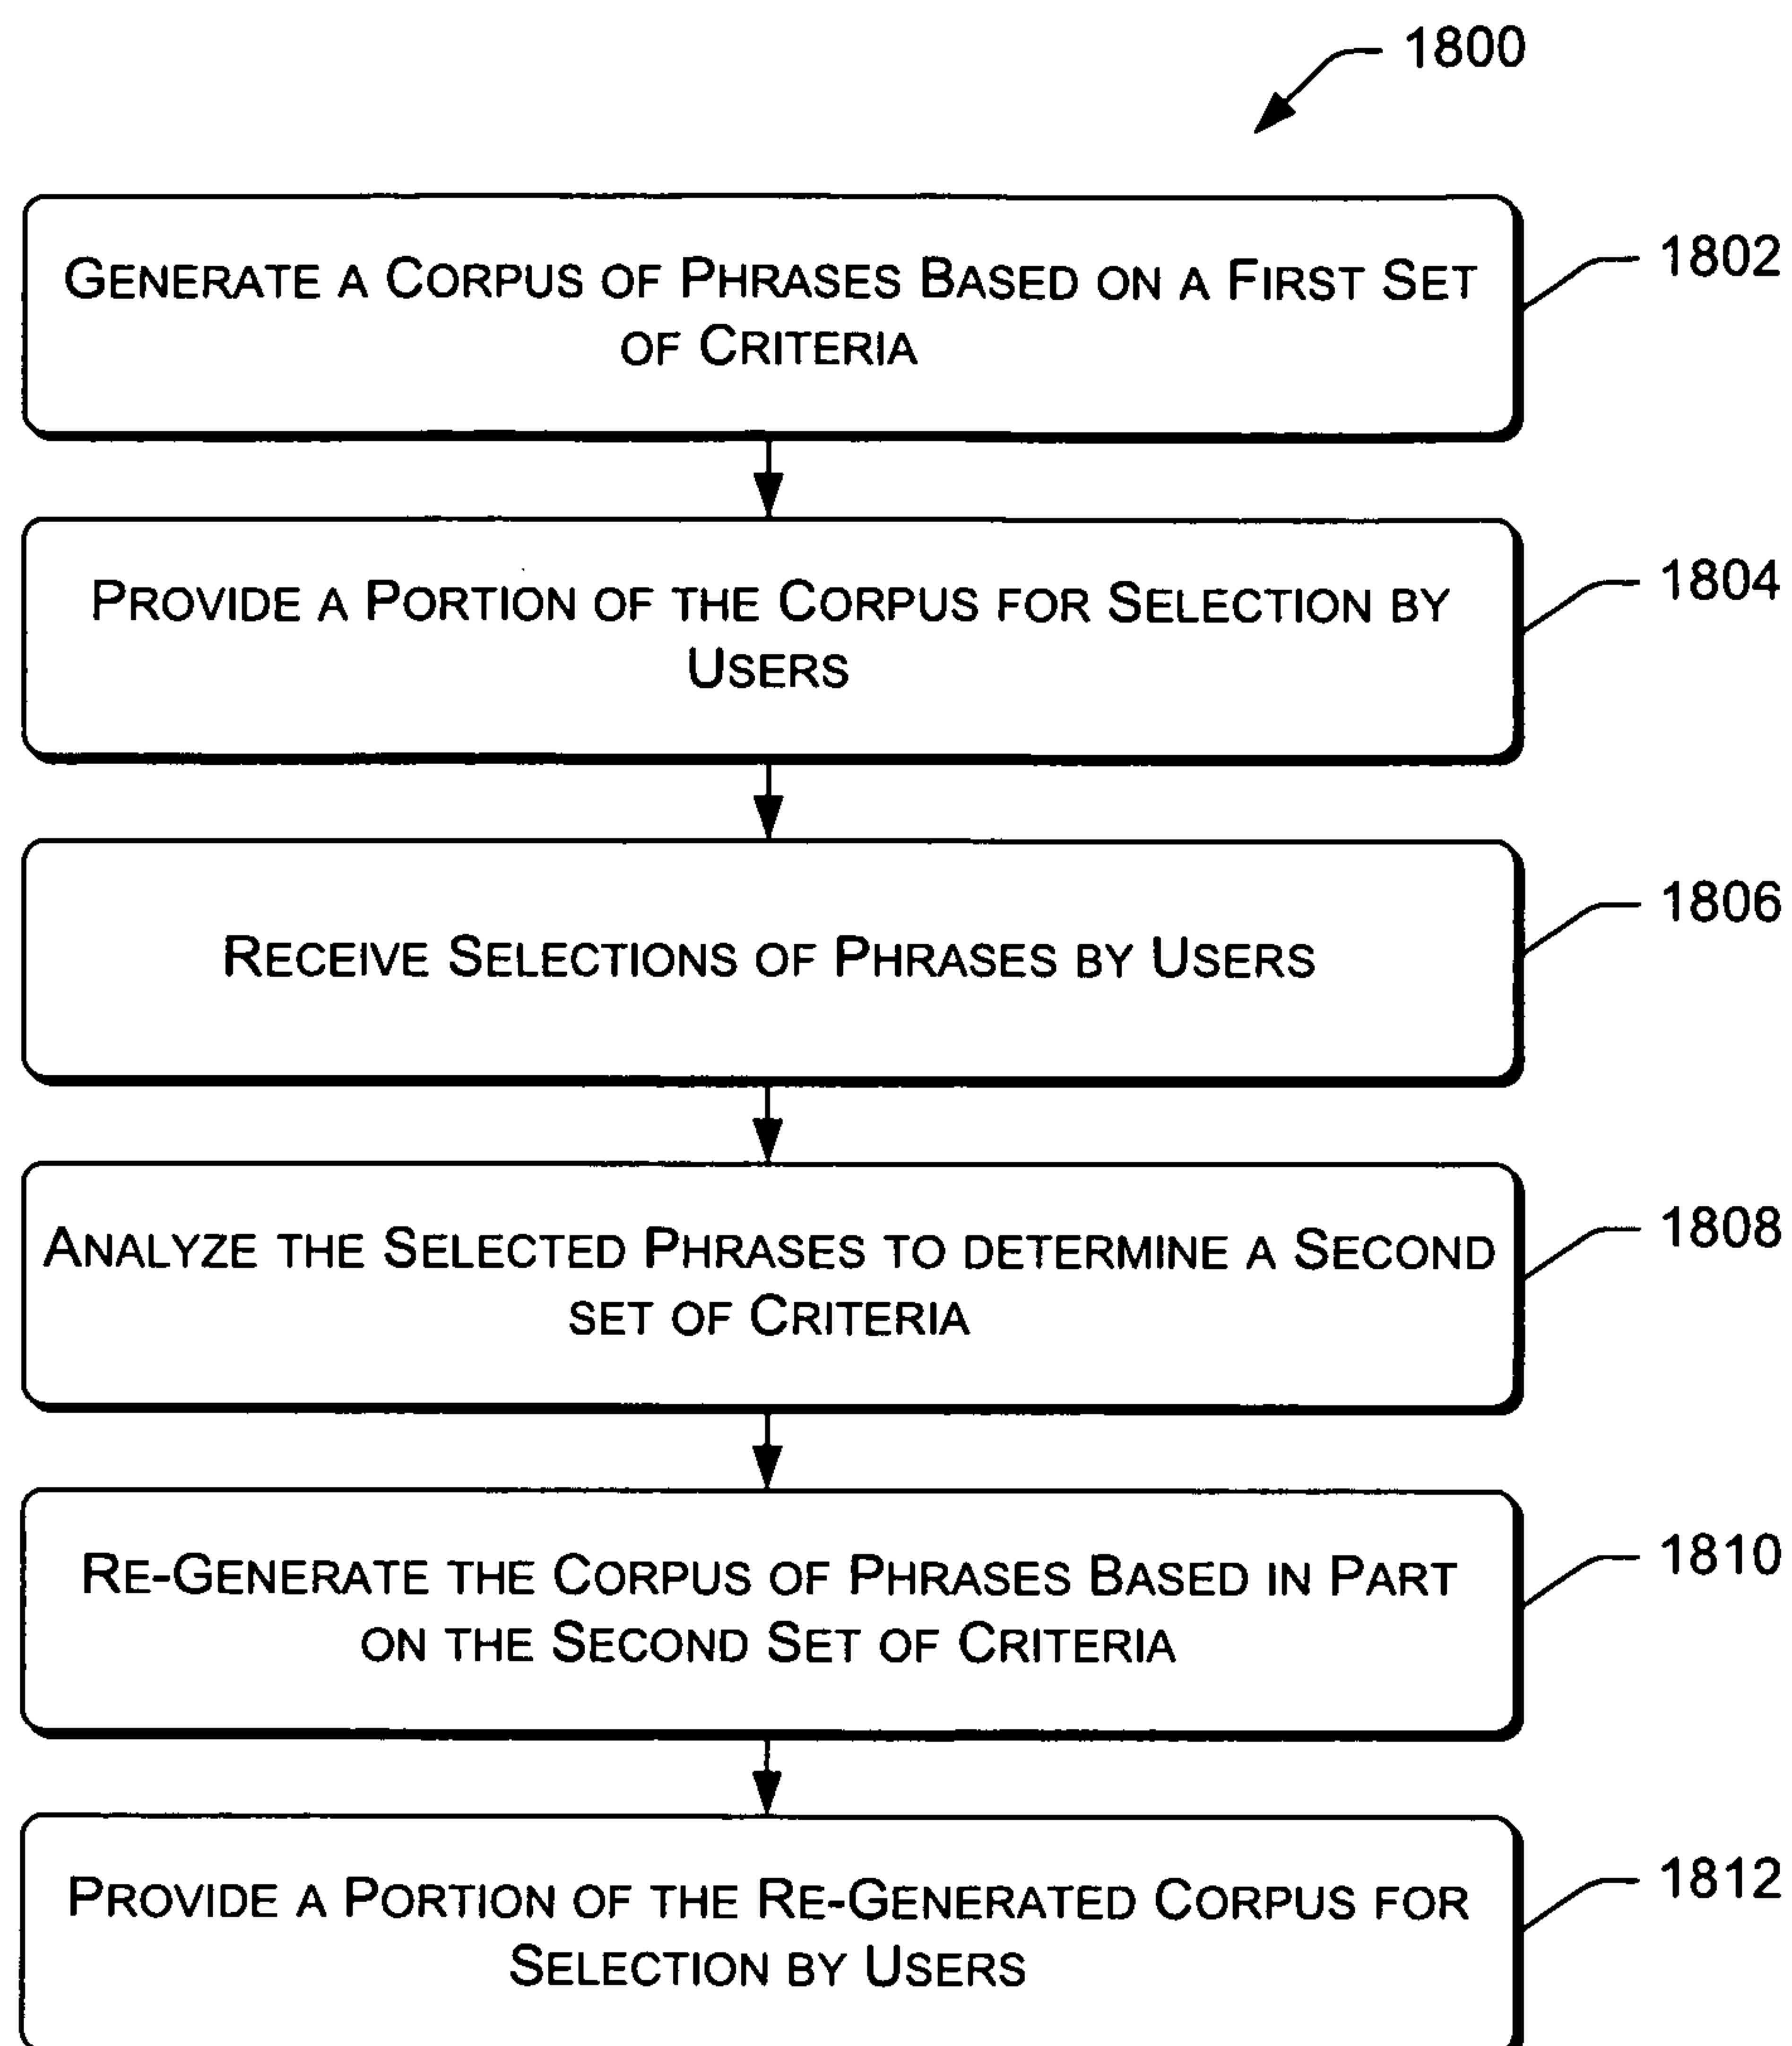 1800
GENERATE A CORPUS OF PHRASES BASED ON A FIRST SET
OF CRITERIA
1802
PROVIDE A PORTION OF THE CORPUS FOR SELECTION BY
USERS
1804
RECEIVE SELECTIONS OF PHRASES BY USERS
1806
ANALYZE THE SELECTED PHRASES TO DETERMINE A SECOND
SET OF CRITERIA
1808
RE-GENERATE THE CORPUS OF PHRASES BASED IN PART
ON THE SECOND SET OF CRITERIA
1810
PROVIDE A PORTION OF THE RE-GENERATED CORPUS FOR
SELECTION BY USERS
1812